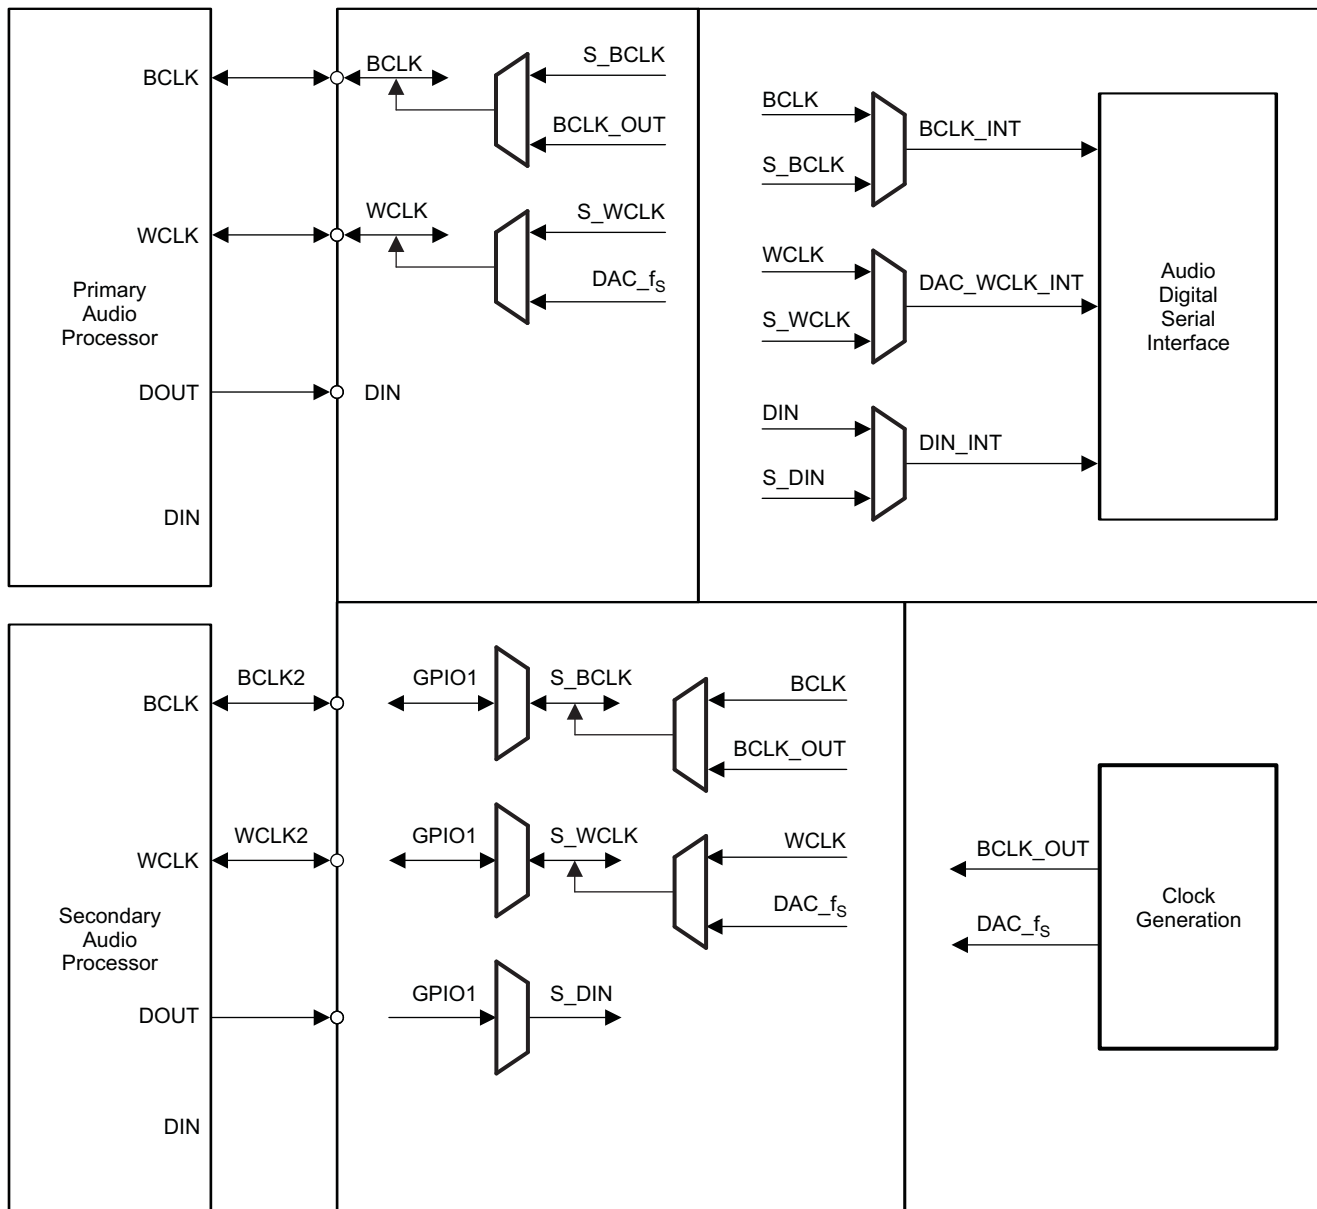 BCLK
WCLK
Primary
Audio
Processor
DOUT
DIN
BCLK
S_BCLK
BCLK_OUT
WCLK
S_WCLK
DAC_fS
DIN
BCLK
S_BCLK
BCLK_INT
WCLK
S_WCLK
DAC_WCLK_INT
DIN
S_DIN
DIN_INT
Audio
Digital
Serial
Interface
BCLK
BCLK2
WCLK
WCLK2
Secondary
Audio
Processor
DOUT
DIN
GPIO1
S_BCLK
BCLK
BCLK_OUT
GPIO1
S_WCLK
WCLK
DAC_fS
GPIO1
S_DIN
BCLK_OUT
DAC_fS
Clock
Generation